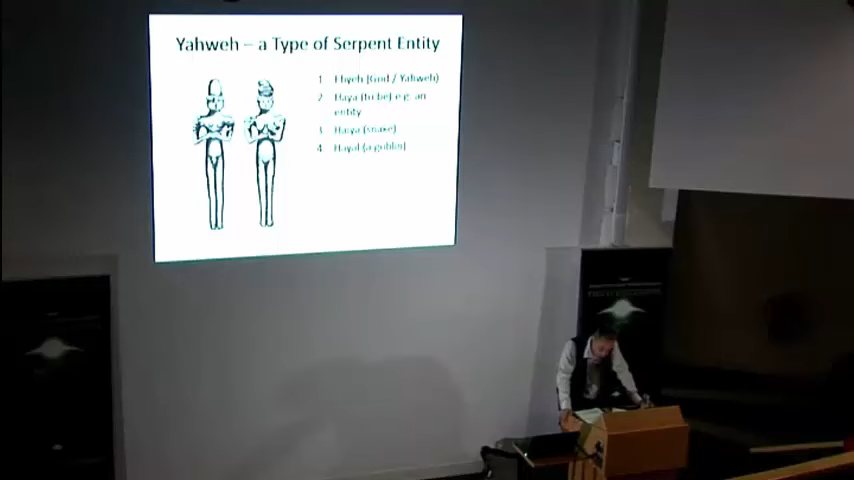 Yahweh – a Type of Serpent Entity
1 Ehyeh (God / Yahweh)
2 Haya (to be) e.g. an
entity
3 Haiya (snake)
4 Hayal (a goblin)